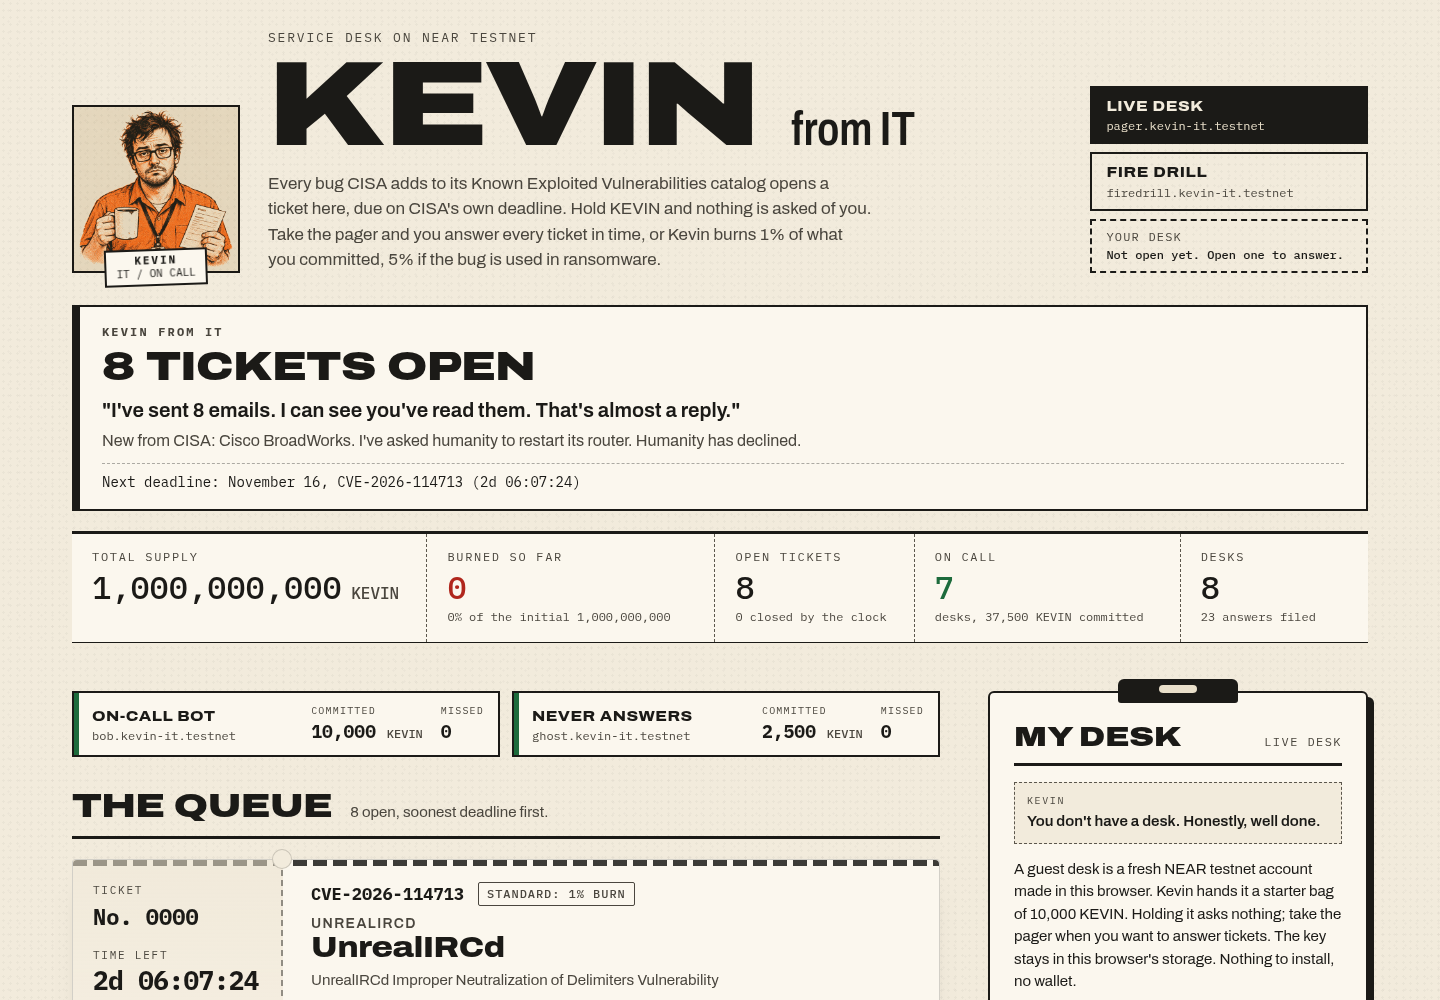 SERVICE DESK ON NEAR TESTNET
KEVIN from IT
Every bug CISA adds to its Known Exploited Vulnerabilities catalog opens a
ticket here, due on CISA's own deadline. Hold KEVIN and nothing is asked of you.
Take the pager and you answer every ticket in time, or Kevin burns 1% of what
you committed, 5% if the bug is used in ransomware.
KEVIN
IT / ON CALL
LIVE DESK
pager.kevin-it.testnet
FIRE DRILL
firedrill.kevin-it.testnet
YOUR DESK
Not open yet. Open one to answer.
KEVIN FROM IT
8 TICKETS OPEN
"I've sent 8 emails. I can see you've read them. That's almost a reply."
New from CISA: Cisco BroadWorks. I've asked humanity to restart its router. Humanity has declined.
Next deadline: November 16, CVE-2026-114713 (2d 06:07:24)
TOTAL SUPPLY
1,000,000,000 KEVIN
BURNED SO FAR
0
0% of the initial 1,000,000,000
OPEN TICKETS
8
0 closed by the clock
ON CALL
7
desks, 37,500 KEVIN committed
DESKS
8
23 answers filed
ON-CALL BOT
bob.kevin-it.testnet
COMMITTED
10,000 KEVIN
MISSED
0
NEVER ANSWERS
ghost.kevin-it.testnet
COMMITTED
2,500 KEVIN
MISSED
0
THE QUEUE
8 open, soonest deadline first.
TICKET
No. 0000
TIME LEFT
2d 06:07:24
CVE-2026-114713
STANDARD: 1% BURN
UNREALIRCD
UnrealIRCd
UnrealIRCd Improper Neutralization of Delimiters Vulnerability
MY DESK
LIVE DESK
KEVIN
You don't have a desk. Honestly, well done.
A guest desk is a fresh NEAR testnet account
made in this browser. Kevin hands it a starter bag
of 10,000 KEVIN. Holding it asks nothing; take the
pager when you want to answer tickets. The key
stays in this browser's storage. Nothing to install,
no wallet.